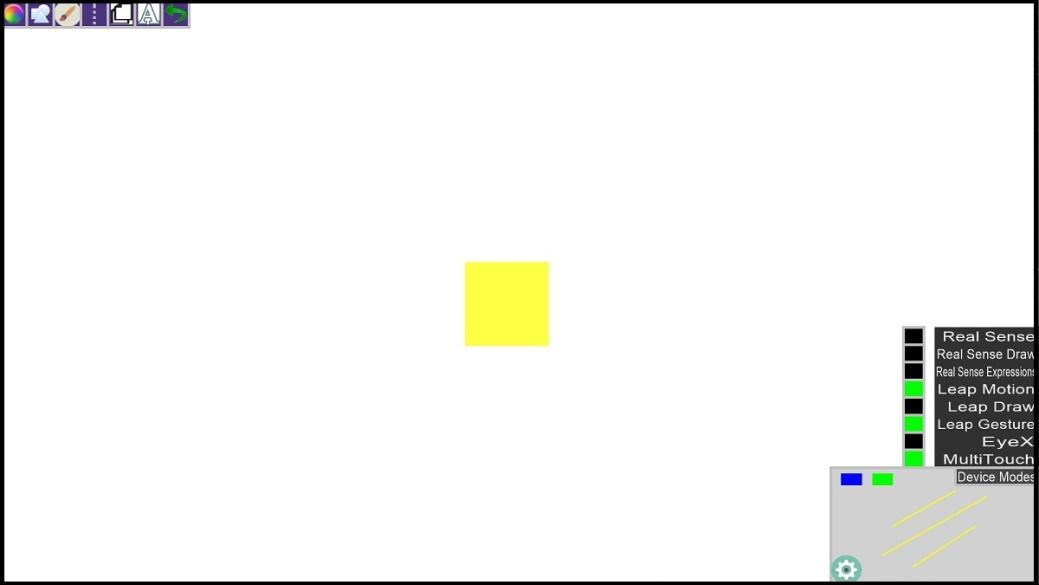 A
Real Sense
Real Sense Draw
Real Sense Expressions
Leap Motion
Leap Draw
Leap Gesture
EyeX
MultiTouch
Device Modes